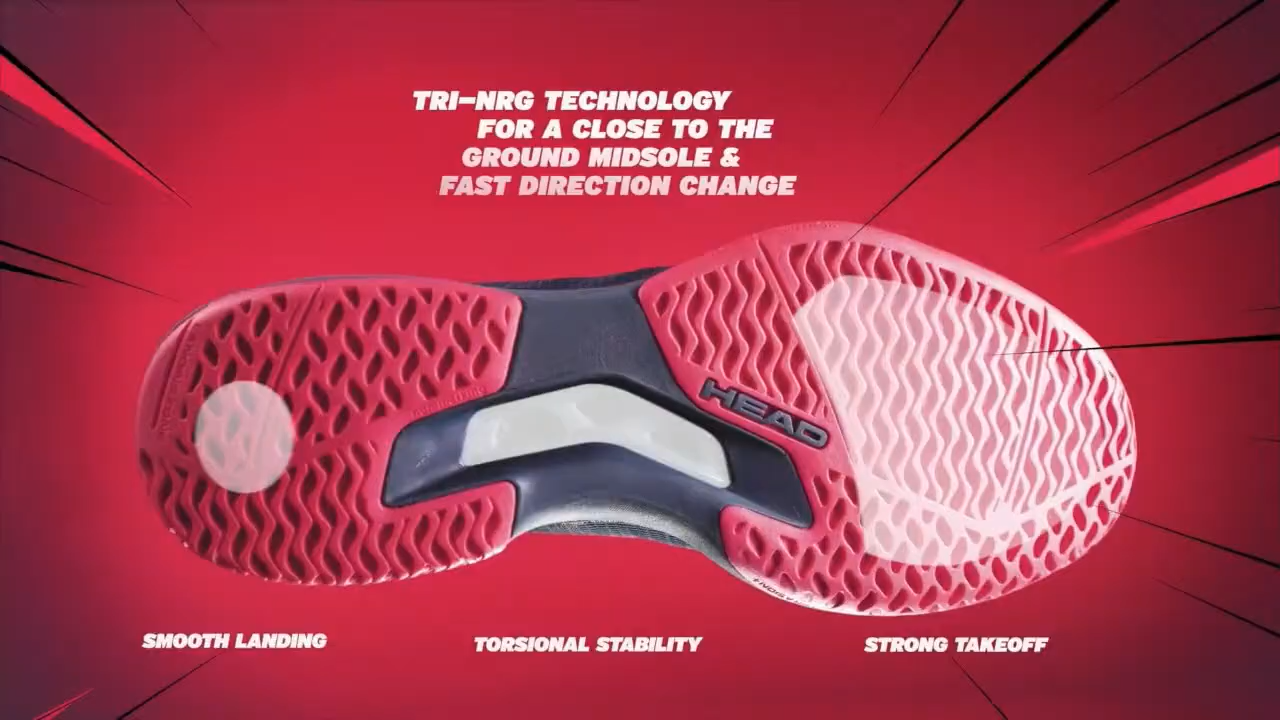 TRI-NRG TECHNOLOGY
FOR A CLOSE TO THE
GROUND MIDSOLE &
FAST DIRECTION CHANGE
HEAD
SMOOTH LANDING
TORSIONAL STABILITY
STRONG TAKEOFF